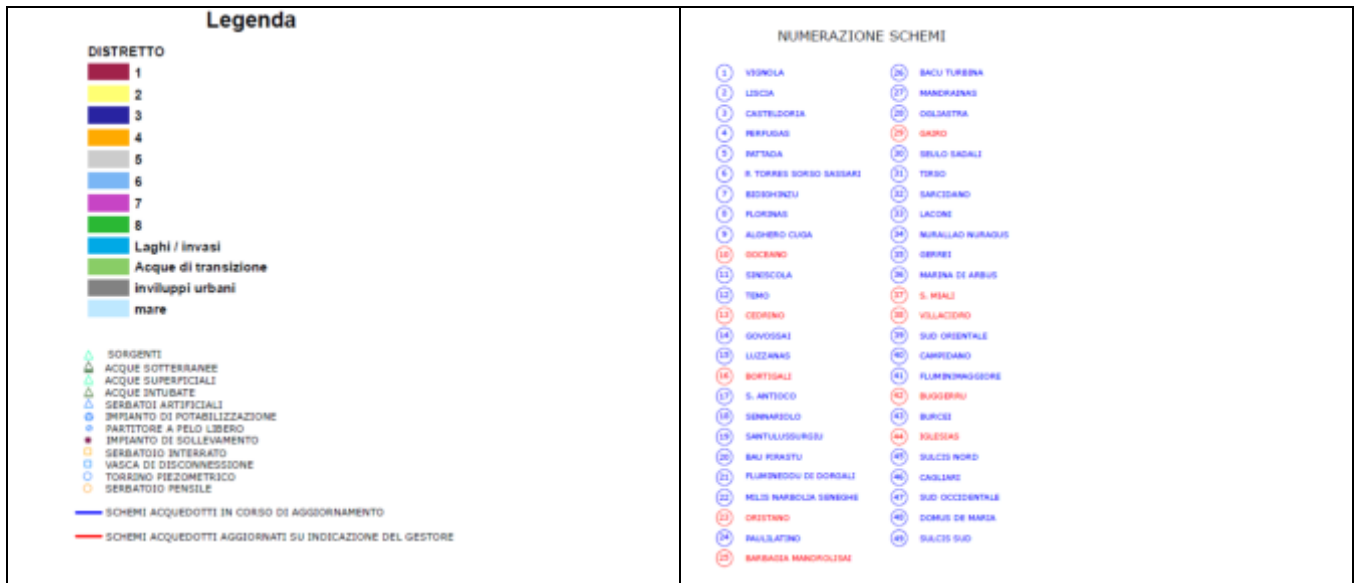 Legenda
DISTRETTO
1
2
3
4
5
6
7
8
Laghi / invasi
Acque di transizione
inviluppi urbani
mare
SORGENTI
ACQUE SOTTERRANEE
ACQUE SUPERFICIALI
ACQUE INTUBATE
SERBATOI ARTIFICIALI
IMPIANTO DI POTABILIZZAZIONE
PARTITORE A PELO LIBERO
IMPIANTO DI SOLLEVAMENTO
SERBATOIO INTERRATO
VASCA DI DISCONNESSIONE
TORRINO PIEZOMETRICO
SERBATOIO PENSILE
SCHEMI ACQUEDOTTI IN CORSO DI AGGIORNAMENTO
SCHEMI ACQUEDOTTI AGGIORNATI SU INDICAZIONE DEL GESTORE
NUMERAZIONE SCHEMI
1 VIGNOLA
2 LISCIA
3 CASTELDORIA
4 PERFUGAS
5 PATTADA
6 P. TORRES SORSO SASSARI
7 BIDIGHINZU
8 FLORINAS
9 ALGHERO CUGA
10 GOCEANO
11 SINISCOLA
12 TEMO
13 CEDRINO
14 GOVOSSAI
15 LUZZANAS
16 BORTIGALI
17 S. ANTIOCO
18 SENNARIOLO
19 SANTULUSSURGIU
20 BAU PIRASTU
21 FLUMINEDDU DI DORGALI
22 MILIS NARBOLIA SENEGHE
23 ORISTANO
24 PAULILATINO
25 BARBAGIA MANDROLISAI
26 BACU TURBINA
27 MANDRAINAS
28 OGLIASTRA
29 GAIRO
30 SEULO SADALI
31 TIRSO
32 SARCIDANO
33 LACONI
34 NURALLAO NURAGUS
35 GERREI
36 MARINA DI ARBUS
37 S. MIALI
38 VILLACIDRO
39 SUD ORIENTALE
40 CAMPIDANO
41 FLUMINIMAGGIORE
42 BUGGERRU
43 BURCEI
44 IGLESIAS
45 SULCIS NORD
46 CAGLIARI
47 SUD OCCIDENTALE
48 DOMUS DE MARIA
49 SULCIS SUD